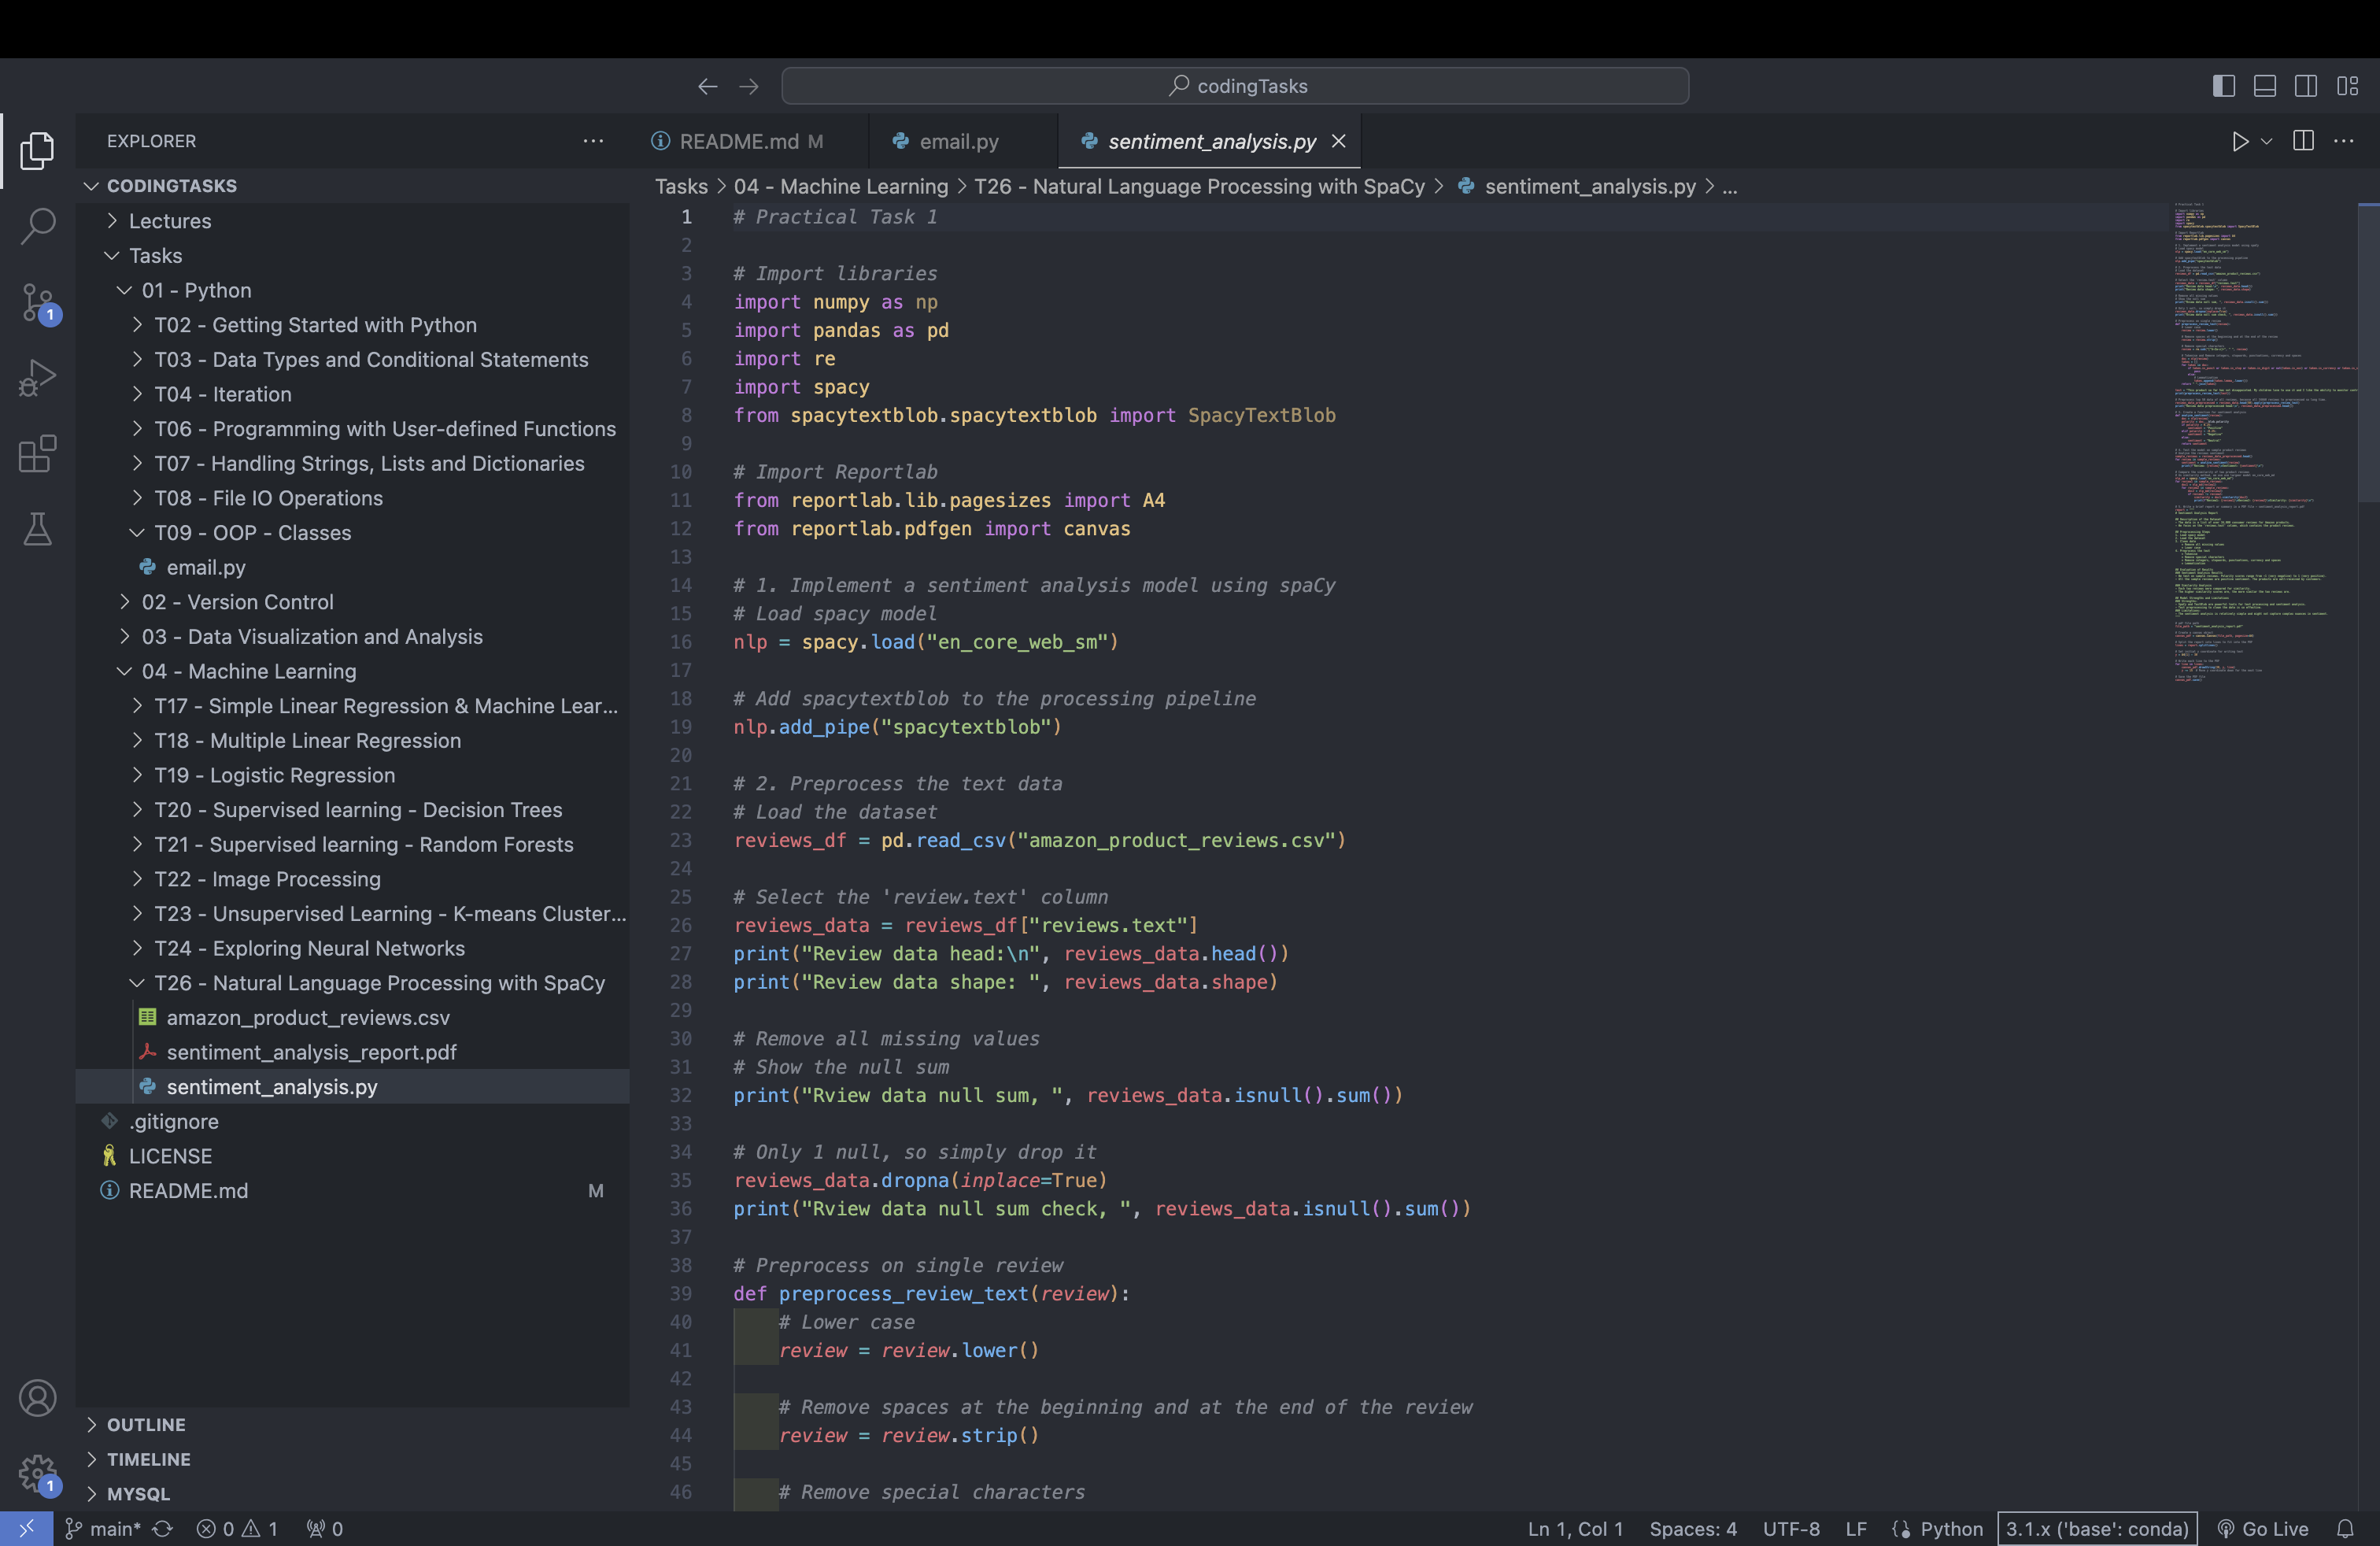 codingTasks
EXPLORER
README.md M
email.py
sentiment_analysis.py
CODINGTASKS
Tasks > 04 - Machine Learning > T26 - Natural Language Processing with SpaCy > sentiment_analysis.py > ...
Lectures
Tasks
01 - Python
T02 - Getting Started with Python
T03 - Data Types and Conditional Statements
T04 - Iteration
T06 - Programming with User-defined Functions
T07 - Handling Strings, Lists and Dictionaries
T08 - File IO Operations
T09 - OOP - Classes
email.py
02 - Version Control
03 - Data Visualization and Analysis
04 - Machine Learning
T17 - Simple Linear Regression & Machine Lear...
T18 - Multiple Linear Regression
T19 - Logistic Regression
T20 - Supervised learning - Decision Trees
T21 - Supervised learning - Random Forests
T22 - Image Processing
T23 - Unsupervised Learning - K-means Cluster...
T24 - Exploring Neural Networks
T26 - Natural Language Processing with SpaCy
amazon_product_reviews.csv
sentiment_analysis_report.pdf
sentiment_analysis.py
.gitignore
LICENSE
README.md M
OUTLINE
TIMELINE
MYSQL
1
1
1 # Practical Task 1
2
3 # Import libraries
4 import numpy as np
5 import pandas as pd
6 import re
7 import spacy
8 from spacytextblob.spacytextblob import SpacyTextBlob
9
10 # Import Reportlab
11 from reportlab.lib.pagesizes import A4
12 from reportlab.pdfgen import canvas
13
14 # 1. Implement a sentiment analysis model using spaCy
15 # Load spacy model
16 nlp = spacy.load("en_core_web_sm")
17
18 # Add spacytextblob to the processing pipeline
19 nlp.add_pipe("spacytextblob")
20
21 # 2. Preprocess the text data
22 # Load the dataset
23 reviews_df = pd.read_csv("amazon_product_reviews.csv")
24
25 # Select the 'review.text' column
26 reviews_data = reviews_df["reviews.text"]
27 print("Review data head:\n", reviews_data.head())
28 print("Review data shape: ", reviews_data.shape)
29
30 # Remove all missing values
31 # Show the null sum
32 print("Rview data null sum, ", reviews_data.isnull().sum())
33
34 # Only 1 null, so simply drop it
35 reviews_data.dropna(inplace=True)
36 print("Rview data null sum check, ", reviews_data.isnull().sum())
37
38 # Preprocess on single review
39 def preprocess_review_text(review):
40 # Lower case
41 review = review.lower()
42
43 # Remove spaces at the beginning and at the end of the review
44 review = review.strip()
45
46 # Remove special characters
main* 0 1 0
Ln 1, Col 1 Spaces: 4 UTF-8 LF Python 3.1.x ('base': conda) Go Live